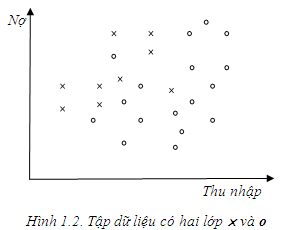 Nợ
Thu nhập
Hình 1.2. Tập dữ liệu có hai lớp x và o